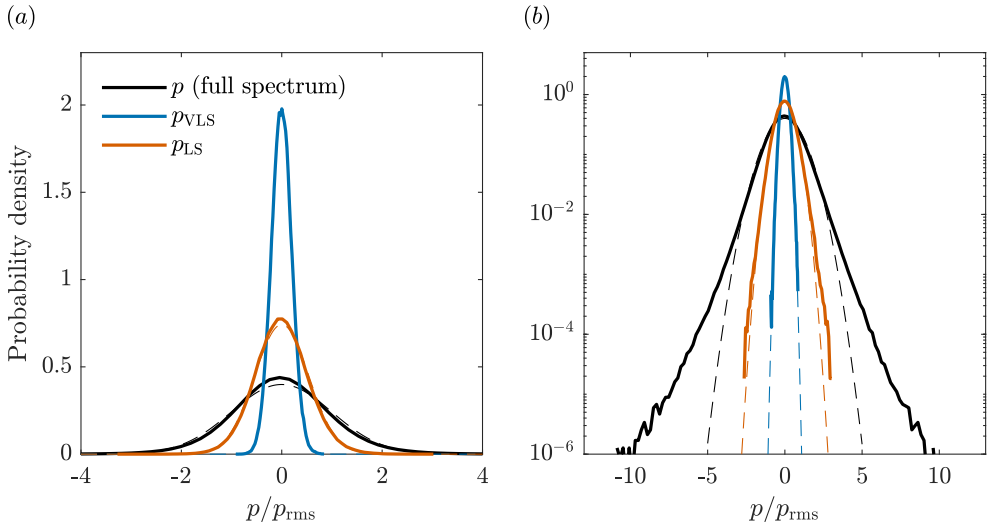 (a)
(b)
Probability density
2
1.5
1
0.5
0
-4
-2
0
2
4
p/p_rms
p (full spectrum)
p_VLS
p_LS
10^0
10^-2
10^-4
10^-6
-10
-5
0
5
10
p/p_rms